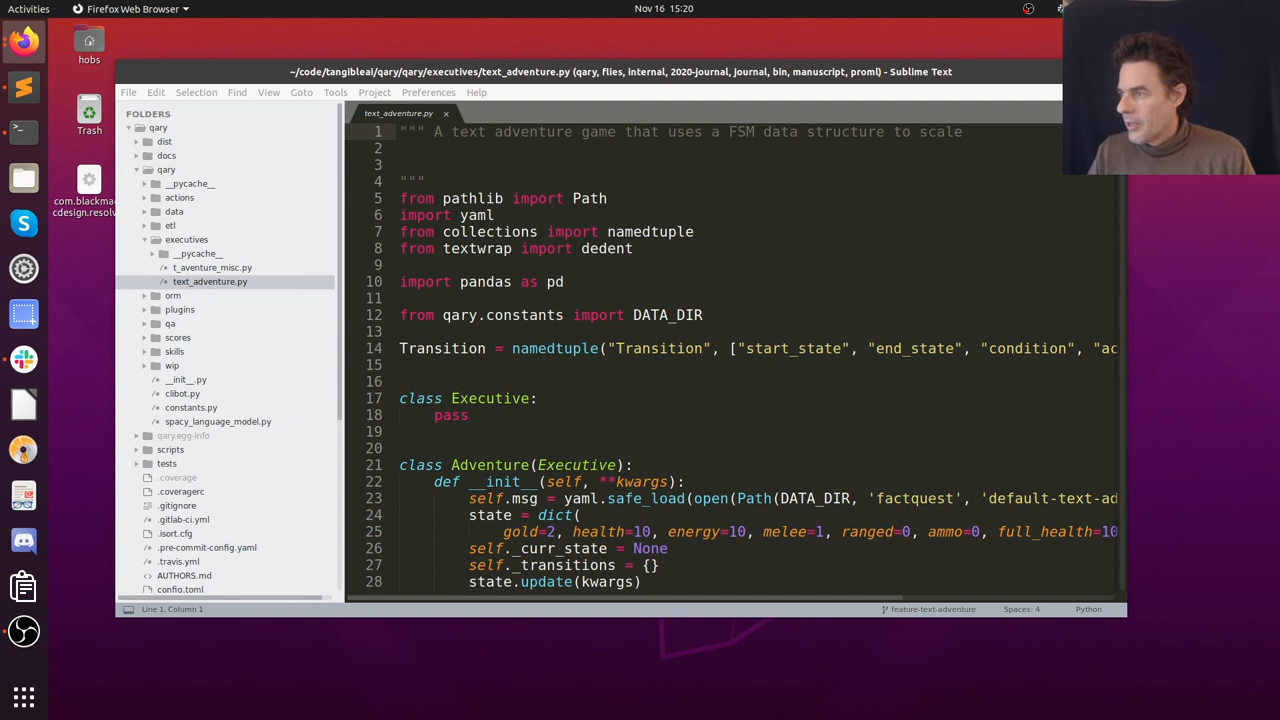 Activities
Firefox Web Browser
Nov 16 15:20
hobs
Trash
com.blackma
cdesign.resolv
~/code/tangibleai/qary/qary/executives/text_adventure.py (qary, flies, internal, 2020-journal, journal, bin, manuscript, proml) - Sublime Text
File Edit Selection Find View Goto Tools Project Preferences Help
FOLDERS
qary
dist
docs
qary
__pycache__
actions
data
etl
executives
__pycache__
t_aventure_misc.py
text_adventure.py
orm
plugins
qa
scores
skills
wip
__init__.py
clibot.py
constants.py
spacy_language_model.py
qary.egg-info
scripts
tests
.coverage
.coveragerc
.gitignore
.gitlab-ci.yml
.isort.cfg
.pre-commit-config.yaml
.travis.yml
AUTHORS.md
config.toml
text_adventure.py ×
1 """ A text adventure game that uses a FSM data structure to scale
2
3
4 """
5 from pathlib import Path
6 import yaml
7 from collections import namedtuple
8 from textwrap import dedent
9
10 import pandas as pd
11
12 from qary.constants import DATA_DIR
13
14 Transition = namedtuple("Transition", ["start_state", "end_state", "condition", "ac
15
16
17 class Executive:
18 pass
19
20
21 class Adventure(Executive):
22 def __init__(self, **kwargs):
23 self.msg = yaml.safe_load(open(Path(DATA_DIR, 'factquest', 'default-text-ad
24 state = dict(
25 gold=2, health=10, energy=10, melee=1, ranged=0, ammo=0, full_health=10
26 self._curr_state = None
27 self._transitions = {}
28 state.update(kwargs)
Line 1, Column 1
feature-text-adventure
Spaces: 4
Python